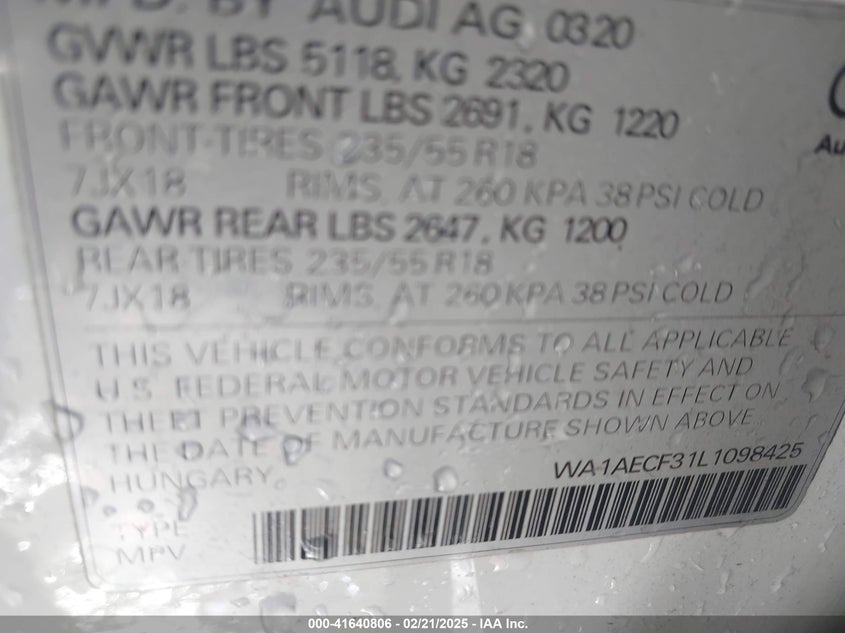 MFD. BY AUDI AG 0320
GVWR LBS 5118, KG 2320
GAWR FRONT LBS 2691, KG 1220
FRONT-TIRES 235/55 R18
7JX18 RIMS, AT 260 KPA 38 PSI COLD
GAWR REAR LBS 2647, KG 1200
REAR TIRES 235/55 R18
7JX18 RIMS, AT 260 KPA 38 PSI COLD
THIS VEHICLE CONFORMS TO ALL APPLICABLE
U.S. FEDERAL MOTOR VEHICLE SAFETY AND
THEFT PREVENTION STANDARDS IN EFFECT ON
THE DATE OF MANUFACTURE SHOWN ABOVE.
HUNGARY
WA1AECF31L1098425
TYPE
MPV
000-41640806 - 02/21/2025 - IAA Inc.